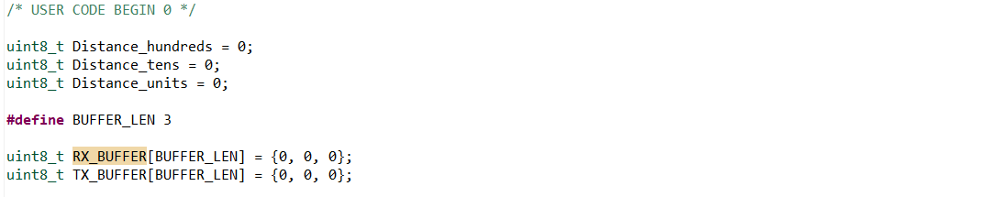 /* USER CODE BEGIN 0 */
uint8_t Distance_hundreds = 0;
uint8_t Distance_tens = 0;
uint8_t Distance_units = 0;
#define BUFFER_LEN 3
uint8_t RX_BUFFER[BUFFER_LEN] = {0, 0, 0};
uint8_t TX_BUFFER[BUFFER_LEN] = {0, 0, 0};